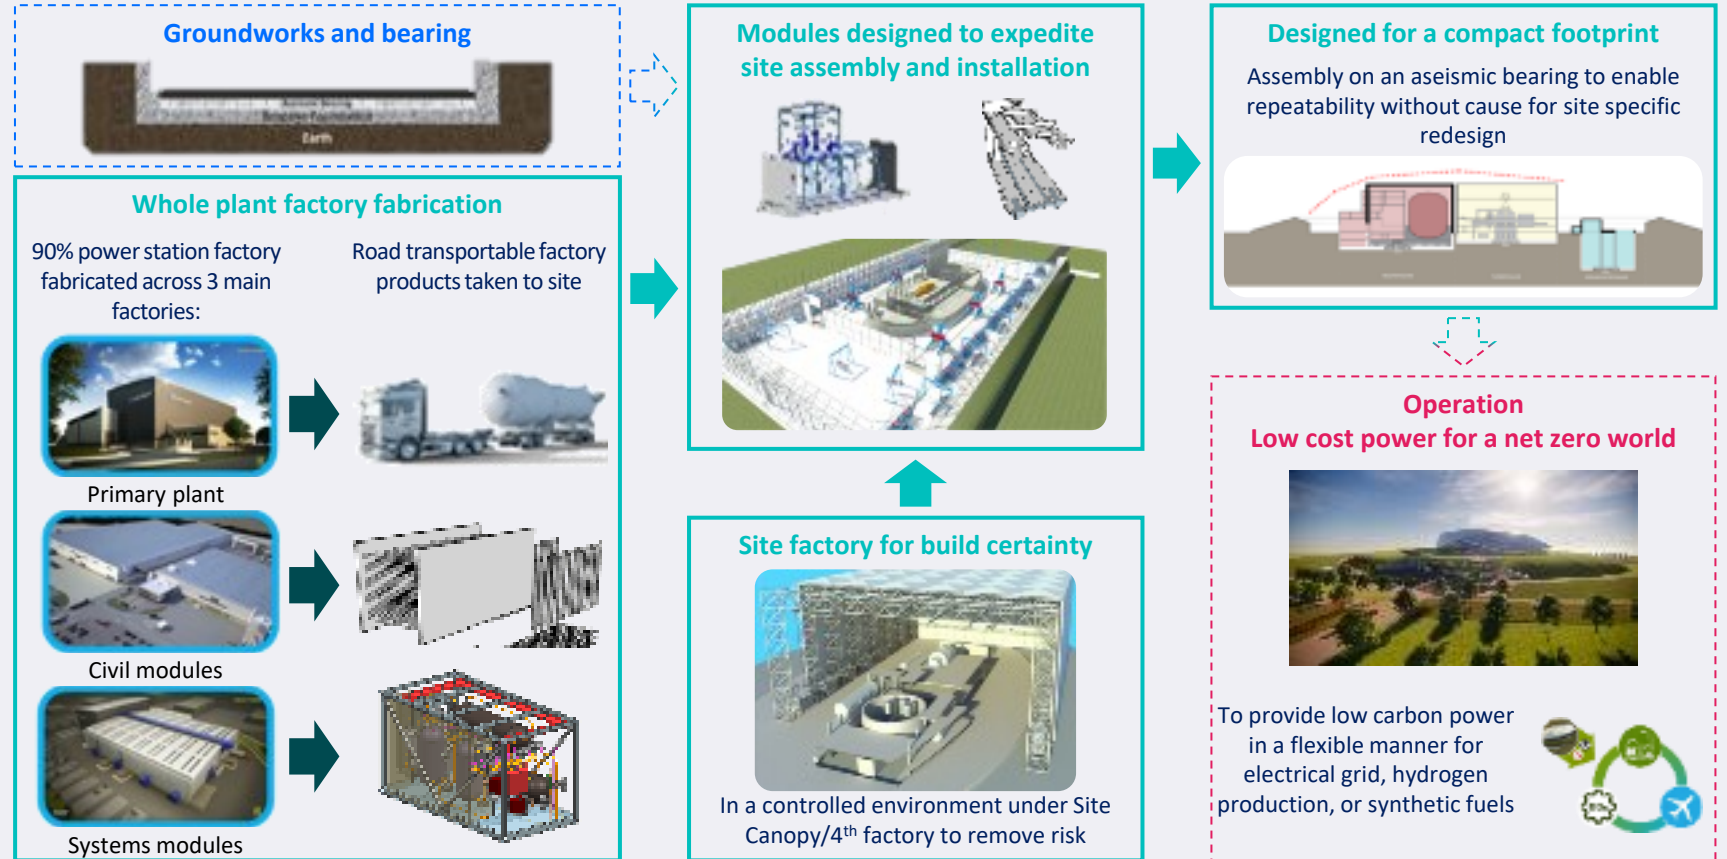 Groundworks and bearing
Aseismic Bearing
Earth
Whole plant factory fabrication
90% power station factory
fabricated across 3 main
factories:
Road transportable factory
products taken to site
Primary plant
Civil modules
Systems modules
Modules designed to expedite
site assembly and installation
Site factory for build certainty
In a controlled environment under Site
Canopy/4th factory to remove risk
Designed for a compact footprint
Assembly on an aseismic bearing to enable
repeatability without cause for site specific
redesign
Operation
Low cost power for a net zero world
To provide low carbon power
in a flexible manner for
electrical grid, hydrogen
production, or synthetic fuels